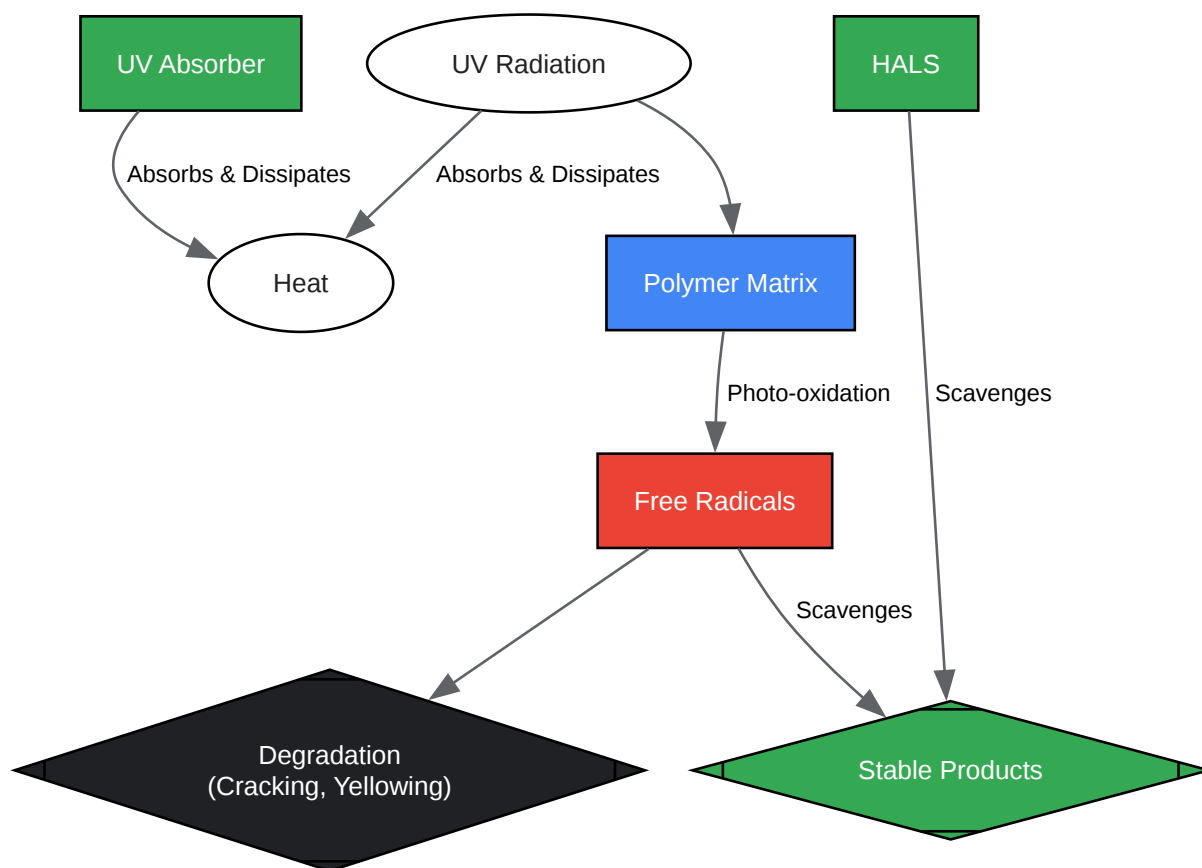 UV Absorber
UV Radiation
HALS
Absorbs & Dissipates
Absorbs & Dissipates
Heat
Polymer Matrix
Photo-oxidation
Scavenges
Free Radicals
Scavenges
Degradation
(Cracking, Yellowing)
Stable Products